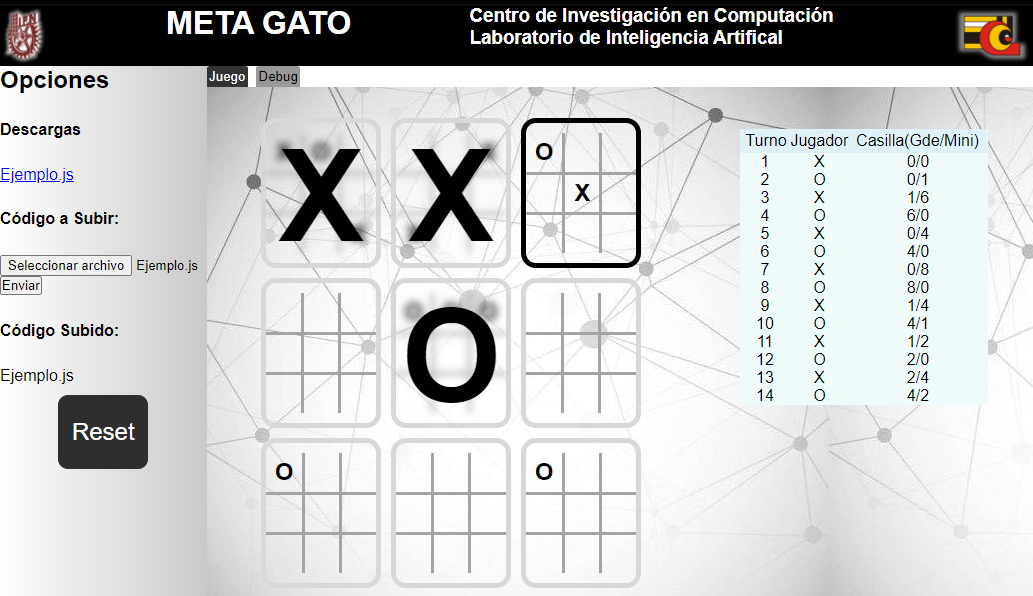 META GATO
Centro de Investigación en Computación
Laboratorio de Inteligencia Artifical
Opciones
Descargas
Ejemplo.js
Código a Subir:
Seleccionar archivo Ejemplo.js
Enviar
Código Subido:
Ejemplo.js
Reset
Juego Debug
X X O
X
O
O O
Turno Jugador Casilla(Gde/Mini)
1 X 0/0
2 O 0/1
3 X 1/6
4 O 6/0
5 X 0/4
6 O 4/0
7 X 0/8
8 O 8/0
9 X 1/4
10 O 4/1
11 X 1/2
12 O 2/0
13 X 2/4
14 O 4/2